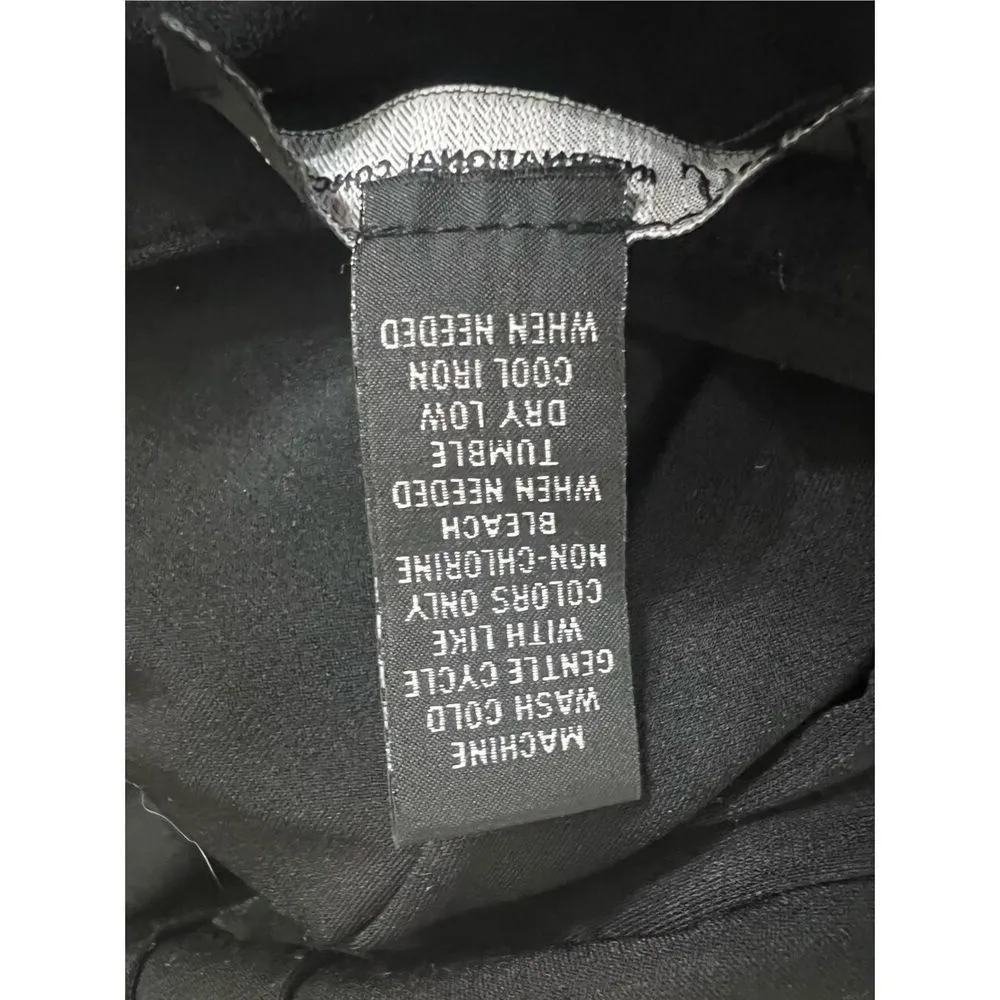 MACHINE
WASH COLD
GENTLE CYCLE
WITH LIKE
COLORS ONLY
NON-CHLORINE
BLEACH
WHEN NEEDED
TUMBLE
DRY LOW
COOL IRON
WHEN NEEDED